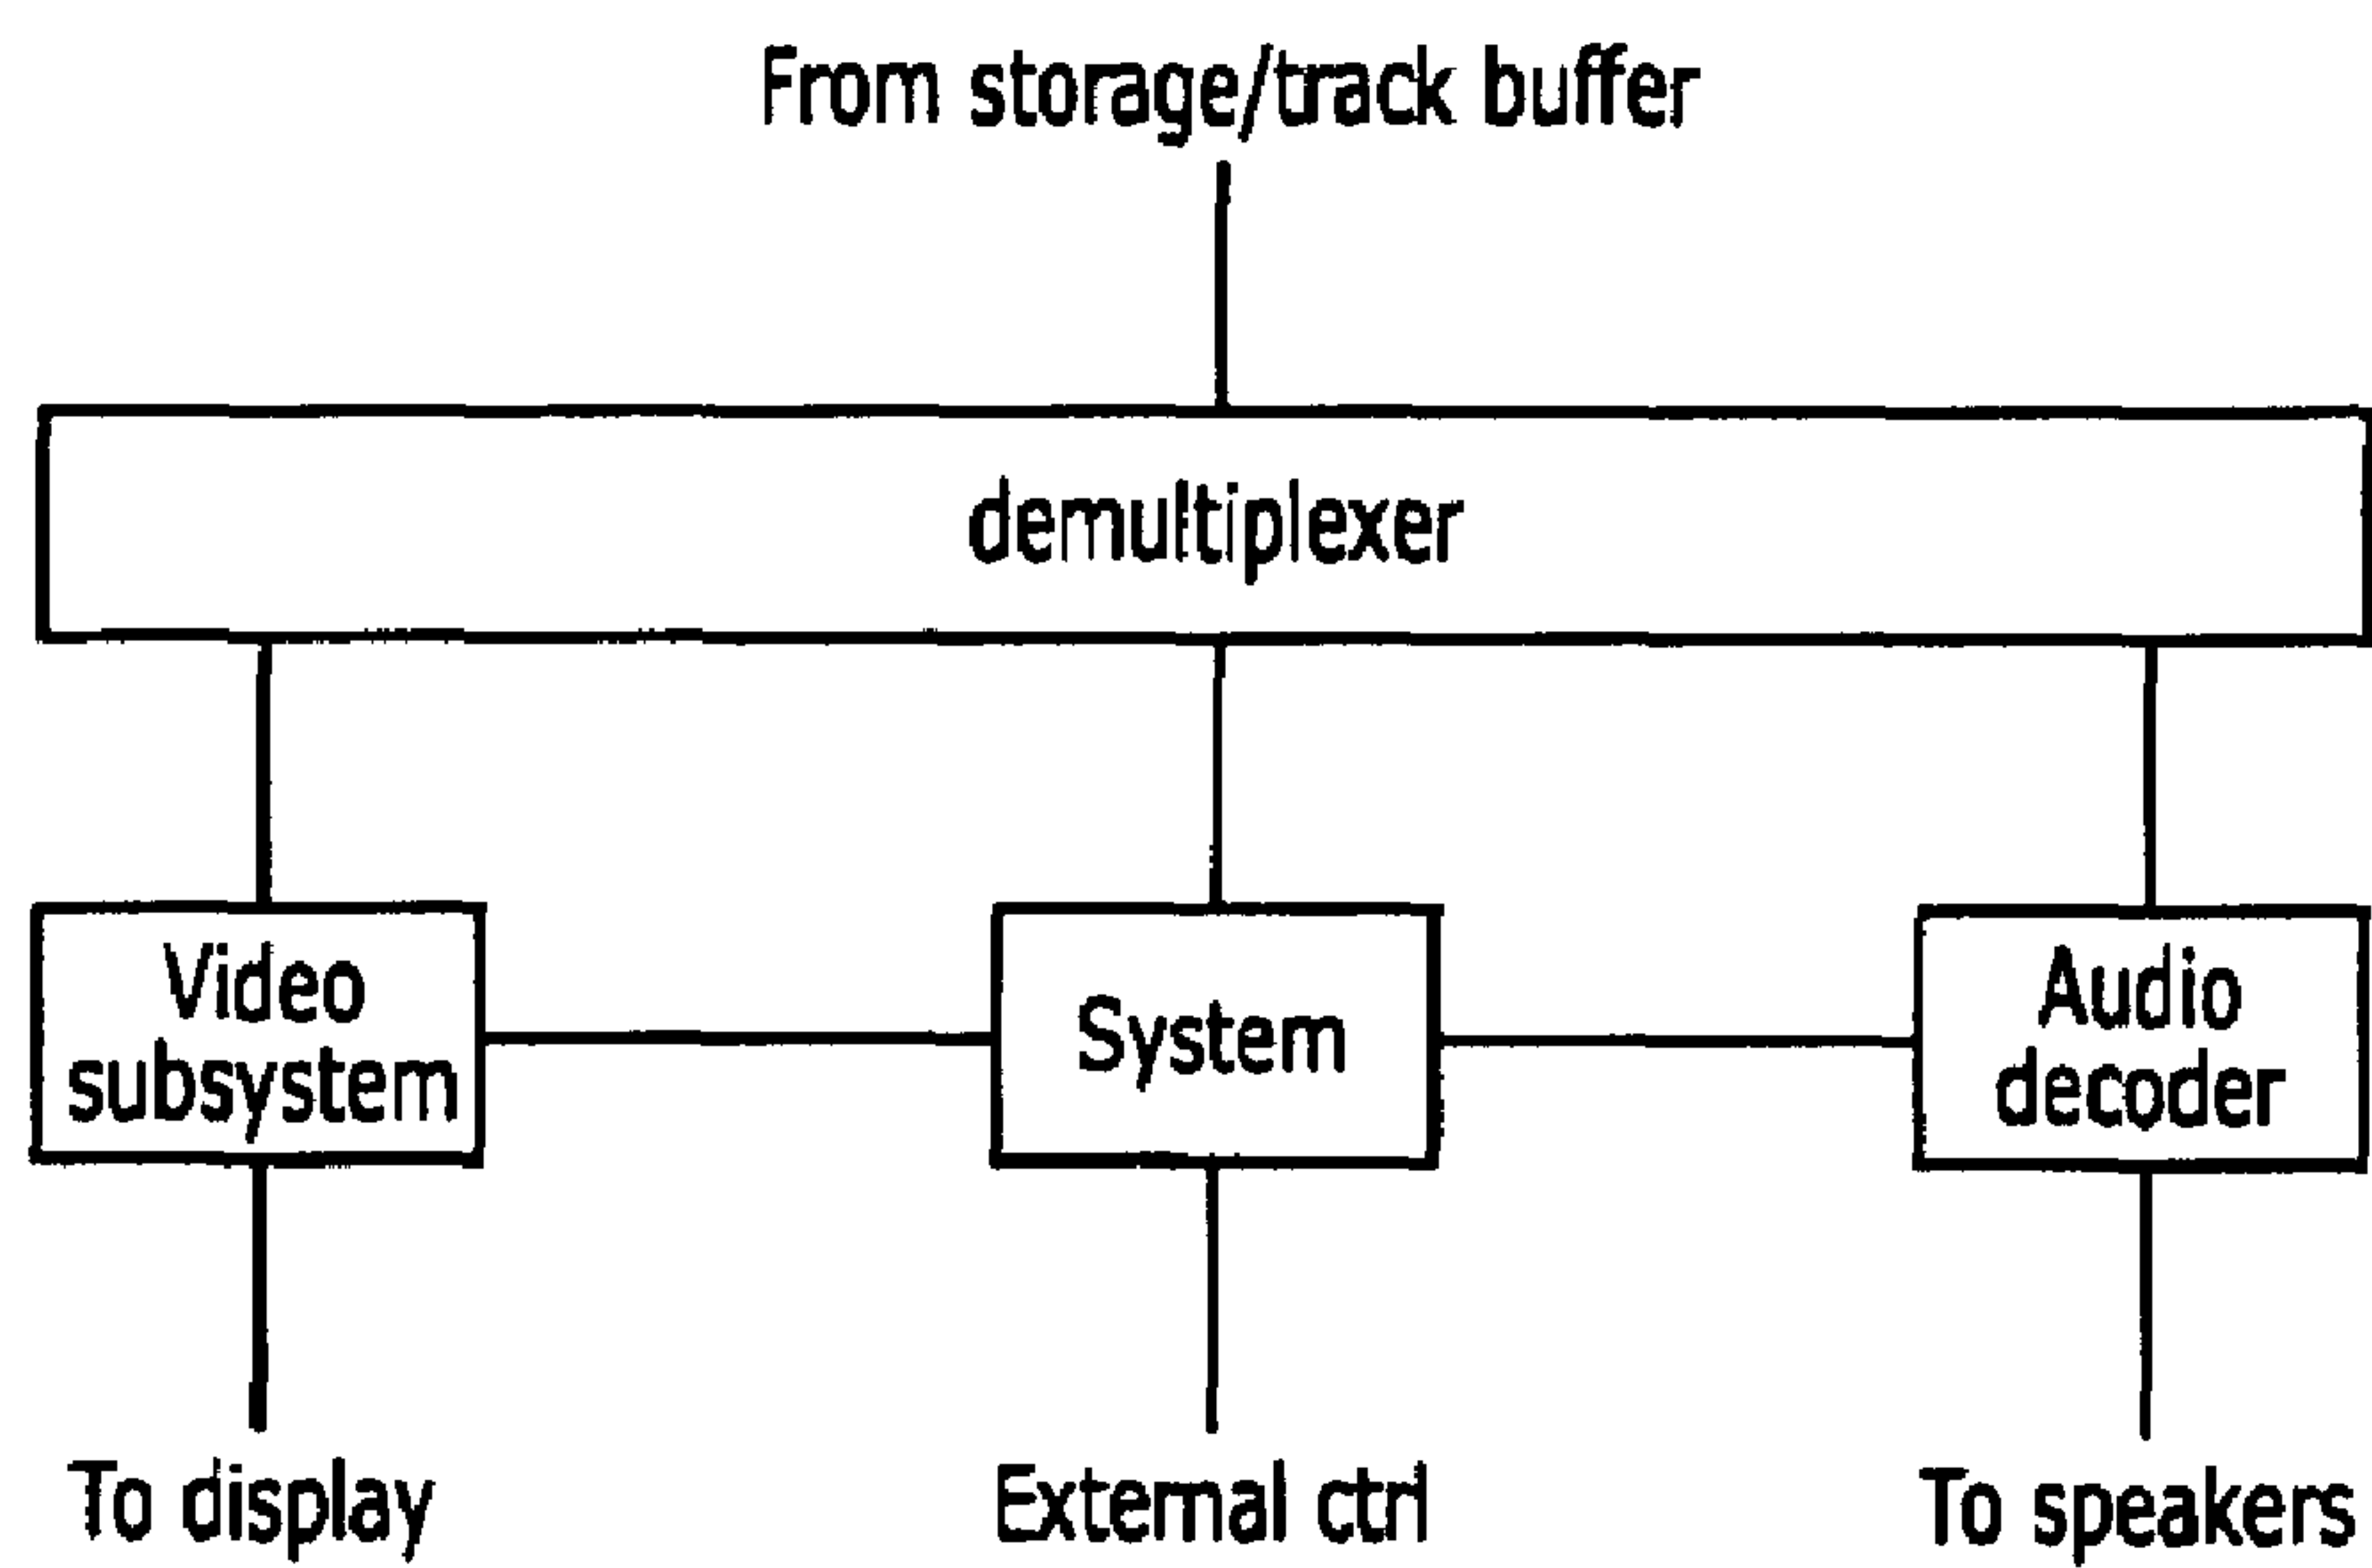 From storage/track buffer
demultiplexer
Video
subsystem
System
Audio
decoder
To display
External ctrl
To speakers